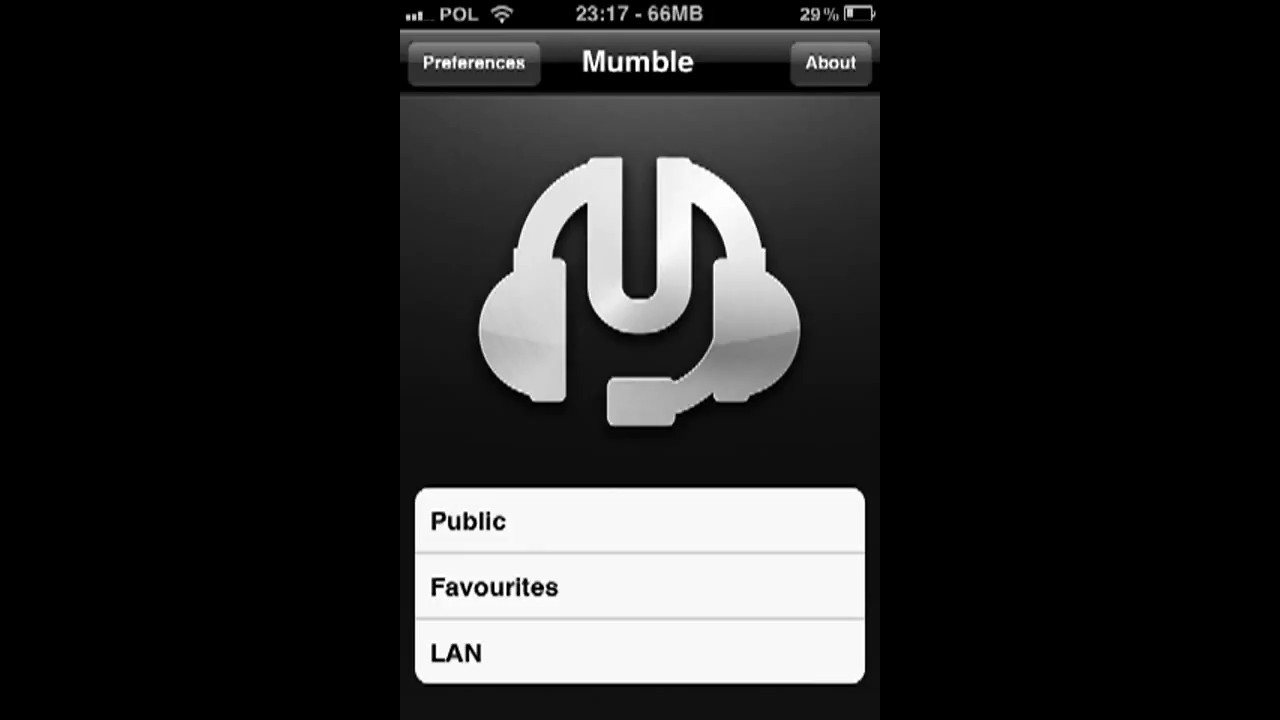 POL 23:17 - 66MB 29%
Preferences Mumble About
Public
Favourites
LAN